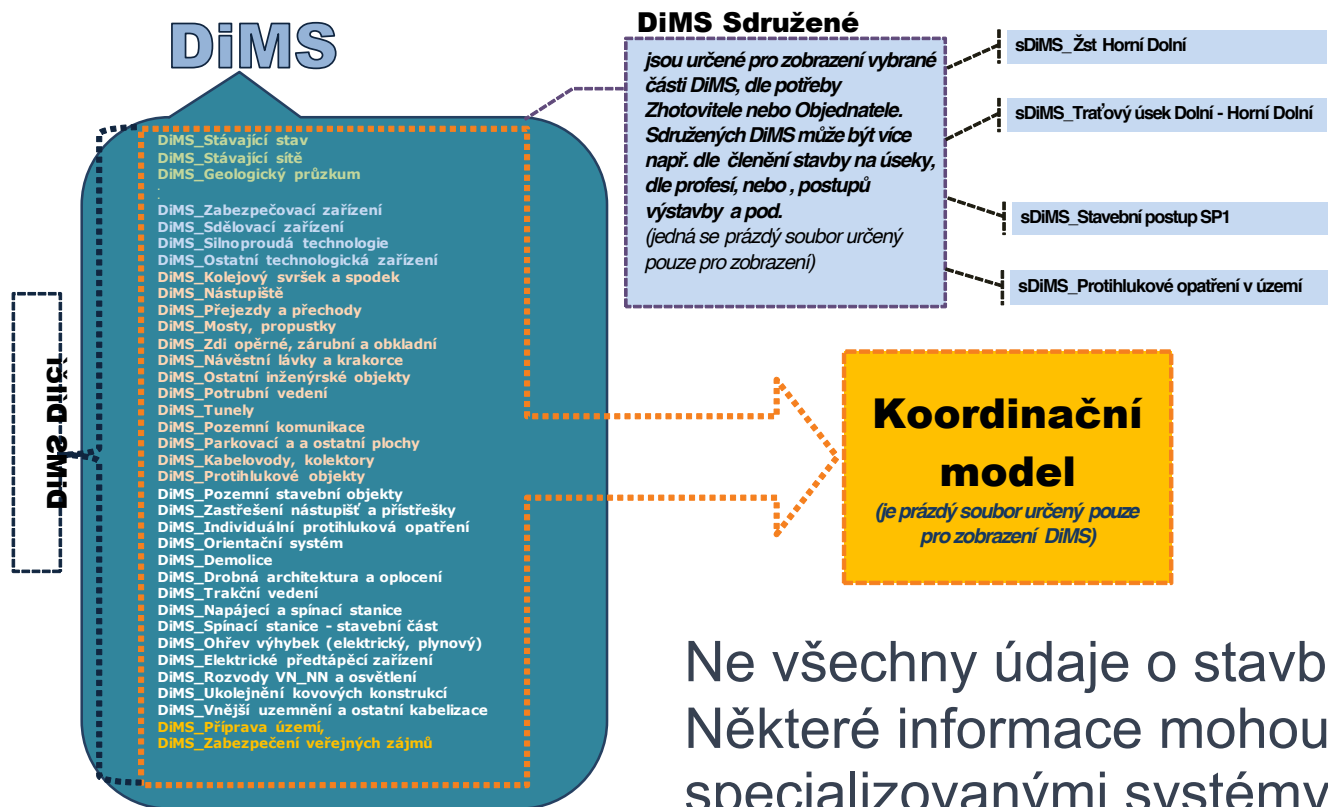 DiMS
DiMS_Stávající stav
DiMS_Stávající sítě
DiMS_Geologický průzkum
.
.
DiMS_Zabezpečovací zařízení
DiMS_Sdělovací zařízení
DiMS_Silnoproudá technologie
DiMS_Ostatní technologická zařízení
DiMS_Kolejový svršek a spodek
DiMS_Nástupiště
DiMS_Přejezdy a přechody
DiMS_Mosty, propustky
DiMS_Zdi opěrné, zárubní a obkladní
DiMS_Návěstní lávky a krakorce
DiMS_Ostatní inženýrské objekty
DiMS_Potrubní vedení
DiMS_Tunely
DiMS_Pozemní komunikace
DiMS_Parkovací a a ostatní plochy
DiMS_Kabelovody, kolektory
DiMS_Protihlukové objekty
DiMS_Pozemní stavební objekty
DiMS_Zastřešení nástupišť a přístřešky
DiMS_Individuální protihluková opatření
DiMS_Orientační systém
DiMS_Demolice
DiMS_Drobná architektura a oplocení
DiMS_Trakční vedení
DiMS_Napájecí a spínací stanice
DiMS_Spínací stanice - stavební část
DiMS_Ohřev výhybek (elektrický, plynový)
DiMS_Elektrické předtápěcí zařízení
DiMS_Rozvody VN_NN a osvětlení
DiMS_Ukolejnění kovových konstrukcí
DiMS_Vnější uzemnění a ostatní kabelizace
DiMS_Příprava území,
DiMS_Zabezpečení veřejných zájmů
DiMS Dílčí
DiMS Sdružené
jsou určené pro zobrazení vybrané
části DiMS, dle potřeby
Zhotovitele nebo Objednatele.
Sdružených DiMS může být více
např. dle členění stavby na úseky,
dle profesí, nebo , postupů
výstavby a pod.
(jedná se prázdý soubor určený
pouze pro zobrazení)
sDiMS_Žst Horní Dolní
sDiMS_Traťový úsek Dolní - Horní Dolní
sDiMS_Stavební postup SP1
sDiMS_Protihlukové opatření v území
Koordinační
model
(je prázdý soubor určený pouze
pro zobrazení DiMS)
Ne všechny údaje o stavb
Některé informace mohou
specializovanými systémy